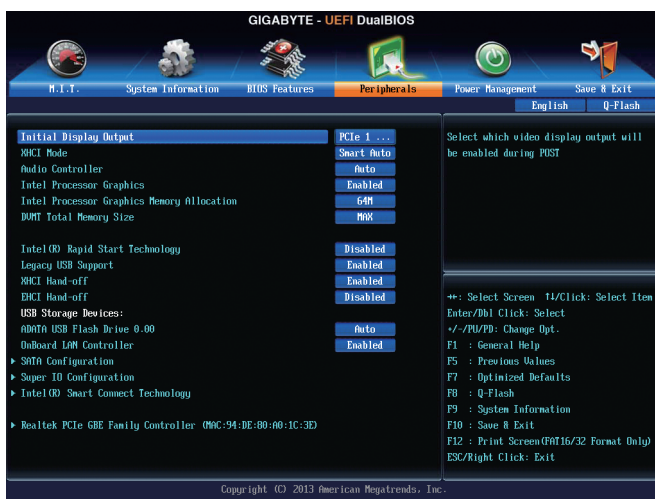 GIGABYTE - UEFI DualBIOS
M.I.T.
System Information
BIOS Features
Peripherals
Power Management
Save & Exit
English
Q-Flash
Initial Display Output PCIe 1 ...
XHCI Mode Smart Auto
Audio Controller Auto
Intel Processor Graphics Enabled
Intel Processor Graphics Memory Allocation 64M
DVMT Total Memory Size MAX
Intel(R) Rapid Start Technology Disabled
Legacy USB Support Enabled
XHCI Hand-off Enabled
EHCI Hand-off Disabled
USB Storage Devices:
ADATA USB Flash Drive 0.00 Auto
OnBoard LAN Controller Enabled
SATA Configuration
Super IO Configuration
Intel(R) Smart Connect Technology
Realtek PCIe GBE Family Controller (MAC:94:DE:80:A0:1C:3E)
Select which video display output will
be enabled during POST
↔: Select Screen ↑↓/Click: Select Item
Enter/Dbl Click: Select
+/-/PU/PD: Change Opt.
F1 : General Help
F5 : Previous Values
F7 : Optimized Defaults
F8 : Q-Flash
F9 : System Information
F10 : Save & Exit
F12 : Print Screen(FAT16/32 Format Only)
ESC/Right Click: Exit
Copyright (C) 2013 American Megatrends, Inc.